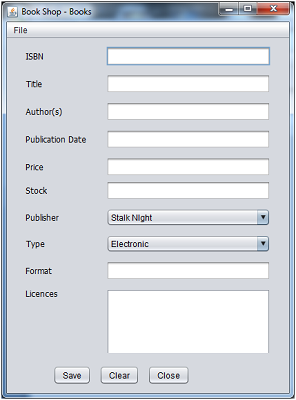 Book Shop - Books
File
ISBN
Title
Author(s)
Publication Date
Price
Stock
Publisher Stalk Night
Type Electronic
Format
Licences
Save Clear Close